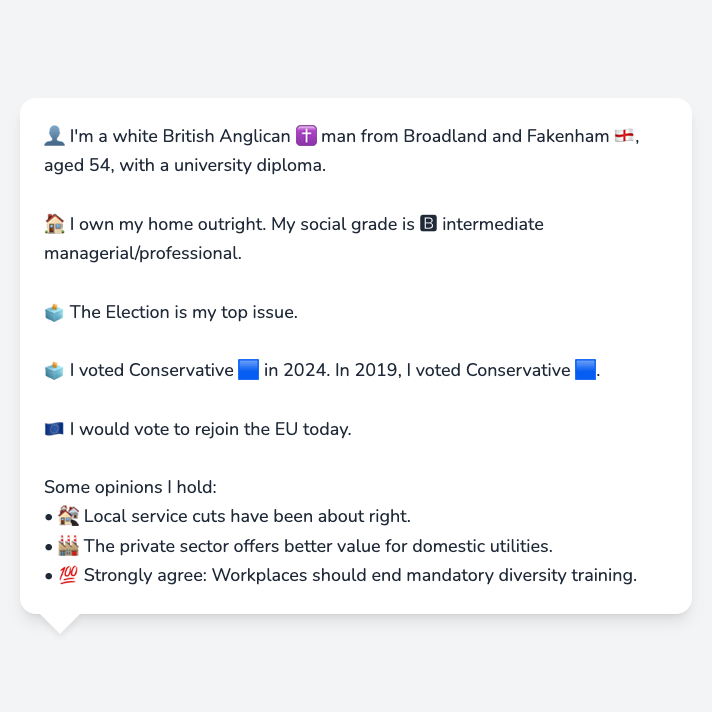 👤 I'm a white British Anglican ✝️ man from Broadland and Fakenham 🏴󠁧󠁢󠁥󠁮󠁧󠁿,
aged 54, with a university diploma.
🏠 I own my home outright. My social grade is 🅱 intermediate
managerial/professional.
🗳️ The Election is my top issue.
🗳️ I voted Conservative 🟦 in 2024. In 2019, I voted Conservative 🟦.
🇪🇺 I would vote to rejoin the EU today.
Some opinions I hold:
• 🏚️ Local service cuts have been about right.
• 🏭 The private sector offers better value for domestic utilities.
• 💯 Strongly agree: Workplaces should end mandatory diversity training.